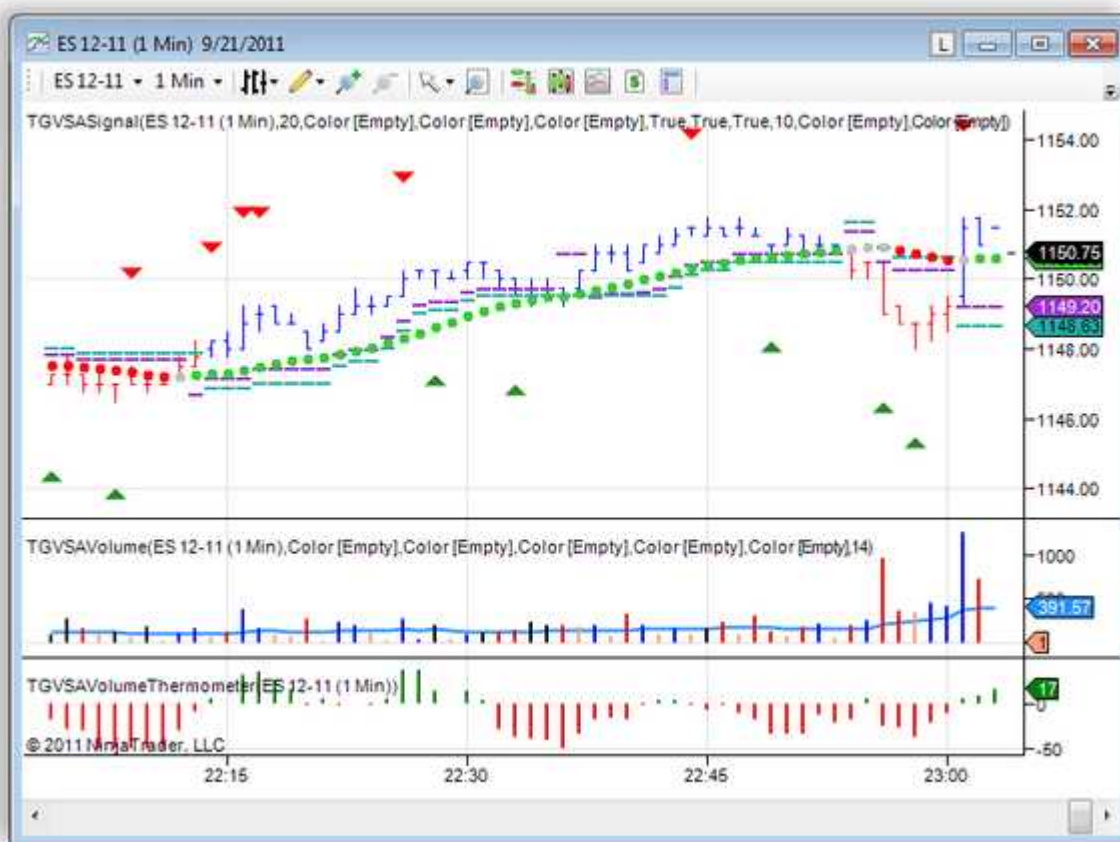 ES 12-11 (1 Min) 9/21/2011
L
ES 12-11 1 Min
TGVSASignal(ES 12-11 (1 Min),20,Color [Empty],Color [Empty],Color [Empty],True,True,True,10,Color [Empty],Color [Empty])
1154.00
1152.00
1150.75
1150.00
1149.20
1148.63
1148.00
1146.00
1144.00
TGVSAVolume(ES 12-11 (1 Min),Color [Empty],Color [Empty],Color [Empty],Color [Empty],Color [Empty],14)
1000
391.57
1
TGVSAVolumeThermometer(ES 12-11 (1 Min))
17
0
-50
© 2011 NinjaTrader, LLC
22:15 22:30 22:45 23:00